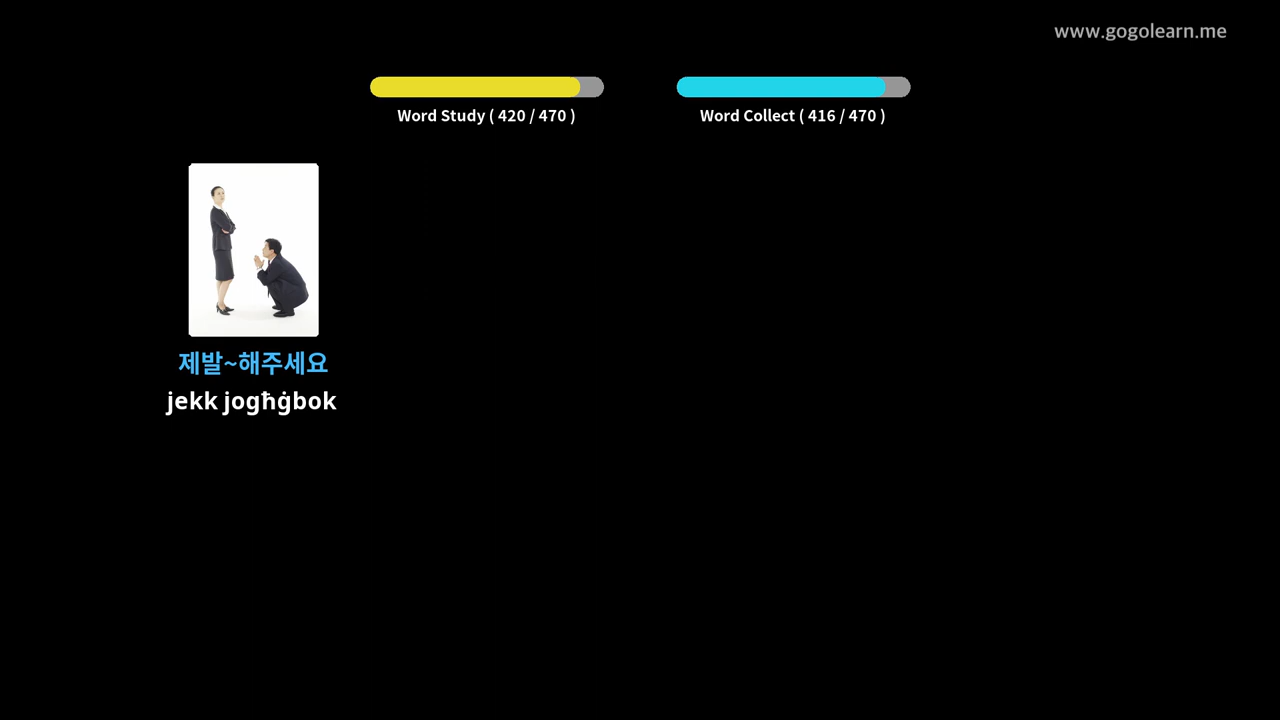 www.gogolearn.me
Word Study ( 420 / 470 )
Word Collect ( 416 / 470 )
제발~해주세요
jekk jogħġbok